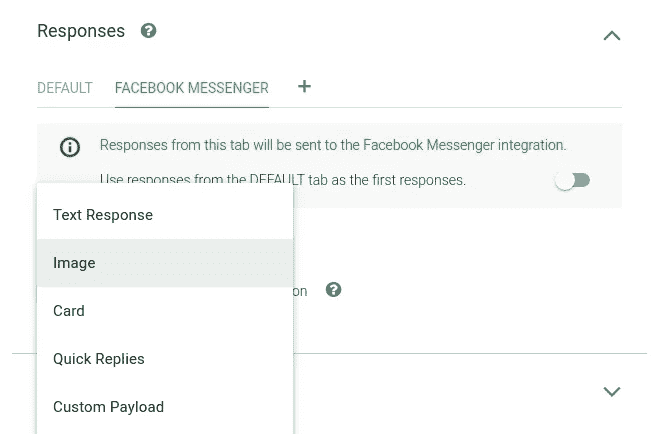 Responses ?
DEFAULT FACEBOOK MESSENGER +
Responses from this tab will be sent to the Facebook Messenger integration.
Use responses from the DEFAULT tab as the first responses.
Text Response
Image
on ?
Card
Quick Replies
Custom Payload